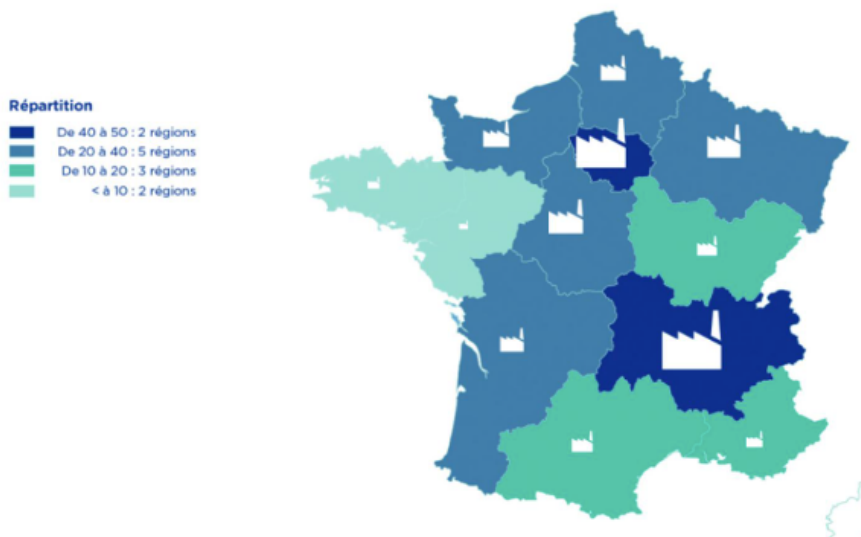 Répartition
De 40 à 50 : 2 régions
De 20 à 40 : 5 régions
De 10 à 20 : 3 régions
< à 10 : 2 régions